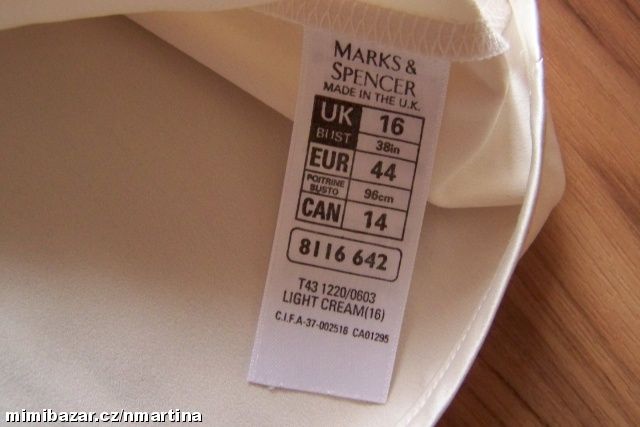 MARKS &
SPENCER
MADE IN THE U.K.
UK 16
BUST 38in
EUR 44
POITRINE
BUSTO 96cm
CAN 14
8116 642
T43 1220/0603
LIGHT CREAM(16)
C.I.F.A-37-002516 CA01295
mimibazar.cz/nmartina